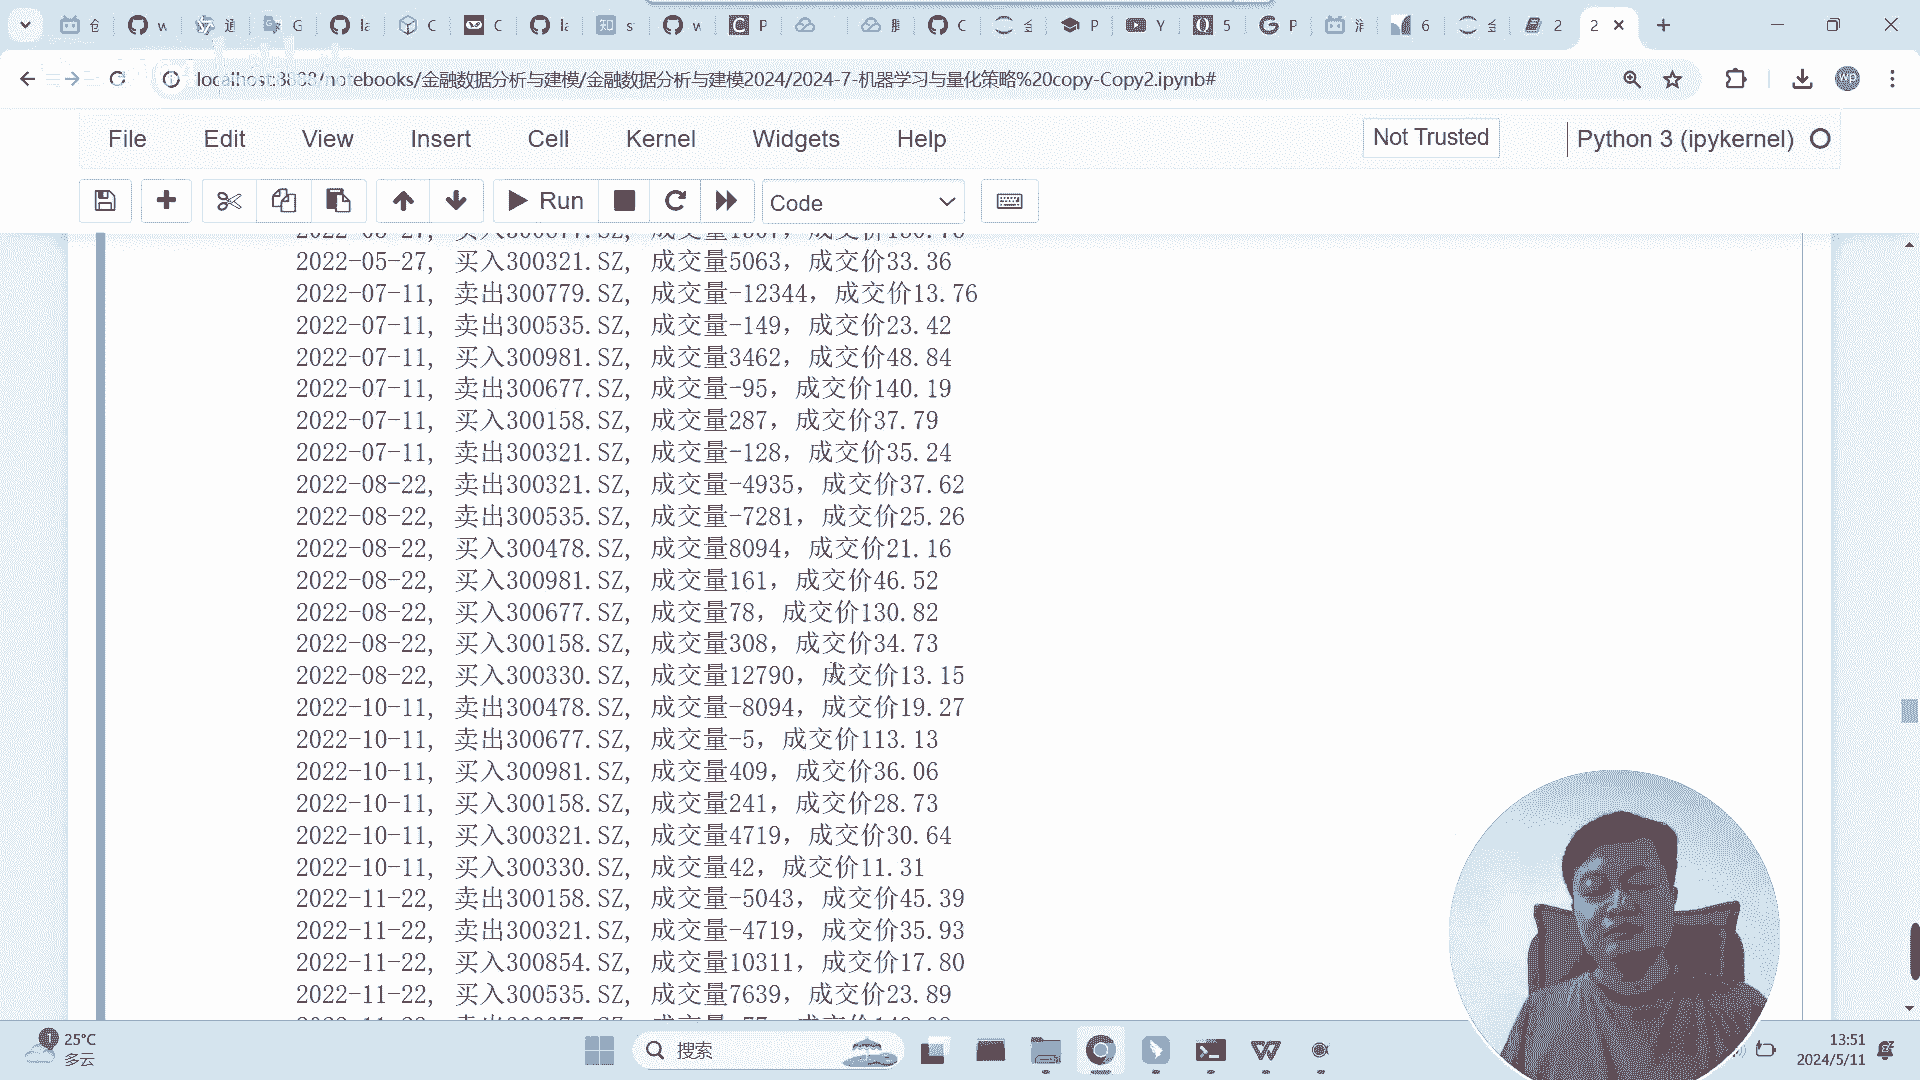 localhost:8888/notebooks/金融数据分析与建模/金融数据分析与建模2024/2024-7-机器学习与量化策略%20copy-Copy2.ipynb#
File Edit View Insert Cell Kernel Widgets Help Not Trusted Python 3 (ipykernel)
Run Code
2022-05-27, 买入300321.SZ, 成交量5063，成交价33.36
2022-07-11, 卖出300779.SZ, 成交量-12344，成交价13.76
2022-07-11, 卖出300535.SZ, 成交量-149，成交价23.42
2022-07-11, 买入300981.SZ, 成交量3462，成交价48.84
2022-07-11, 卖出300677.SZ, 成交量-95，成交价140.19
2022-07-11, 买入300158.SZ, 成交量287，成交价37.79
2022-07-11, 卖出300321.SZ, 成交量-128，成交价35.24
2022-08-22, 卖出300321.SZ, 成交量-4935，成交价37.62
2022-08-22, 卖出300535.SZ, 成交量-7281，成交价25.26
2022-08-22, 买入300478.SZ, 成交量8094，成交价21.16
2022-08-22, 买入300981.SZ, 成交量161，成交价46.52
2022-08-22, 买入300677.SZ, 成交量78，成交价130.82
2022-08-22, 买入300158.SZ, 成交量308，成交价34.73
2022-08-22, 买入300330.SZ, 成交量12790，成交价13.15
2022-10-11, 卖出300478.SZ, 成交量-8094，成交价19.27
2022-10-11, 卖出300677.SZ, 成交量-5，成交价113.13
2022-10-11, 买入300981.SZ, 成交量409，成交价36.06
2022-10-11, 买入300158.SZ, 成交量241，成交价28.73
2022-10-11, 买入300321.SZ, 成交量4719，成交价30.64
2022-10-11, 买入300330.SZ, 成交量42，成交价11.31
2022-11-22, 卖出300158.SZ, 成交量-5043，成交价45.39
2022-11-22, 卖出300321.SZ, 成交量-4719，成交价35.93
2022-11-22, 买入300854.SZ, 成交量10311，成交价17.80
2022-11-22, 买入300535.SZ, 成交量7639，成交价23.89
25°C
多云
搜索
13:51
2024/5/11